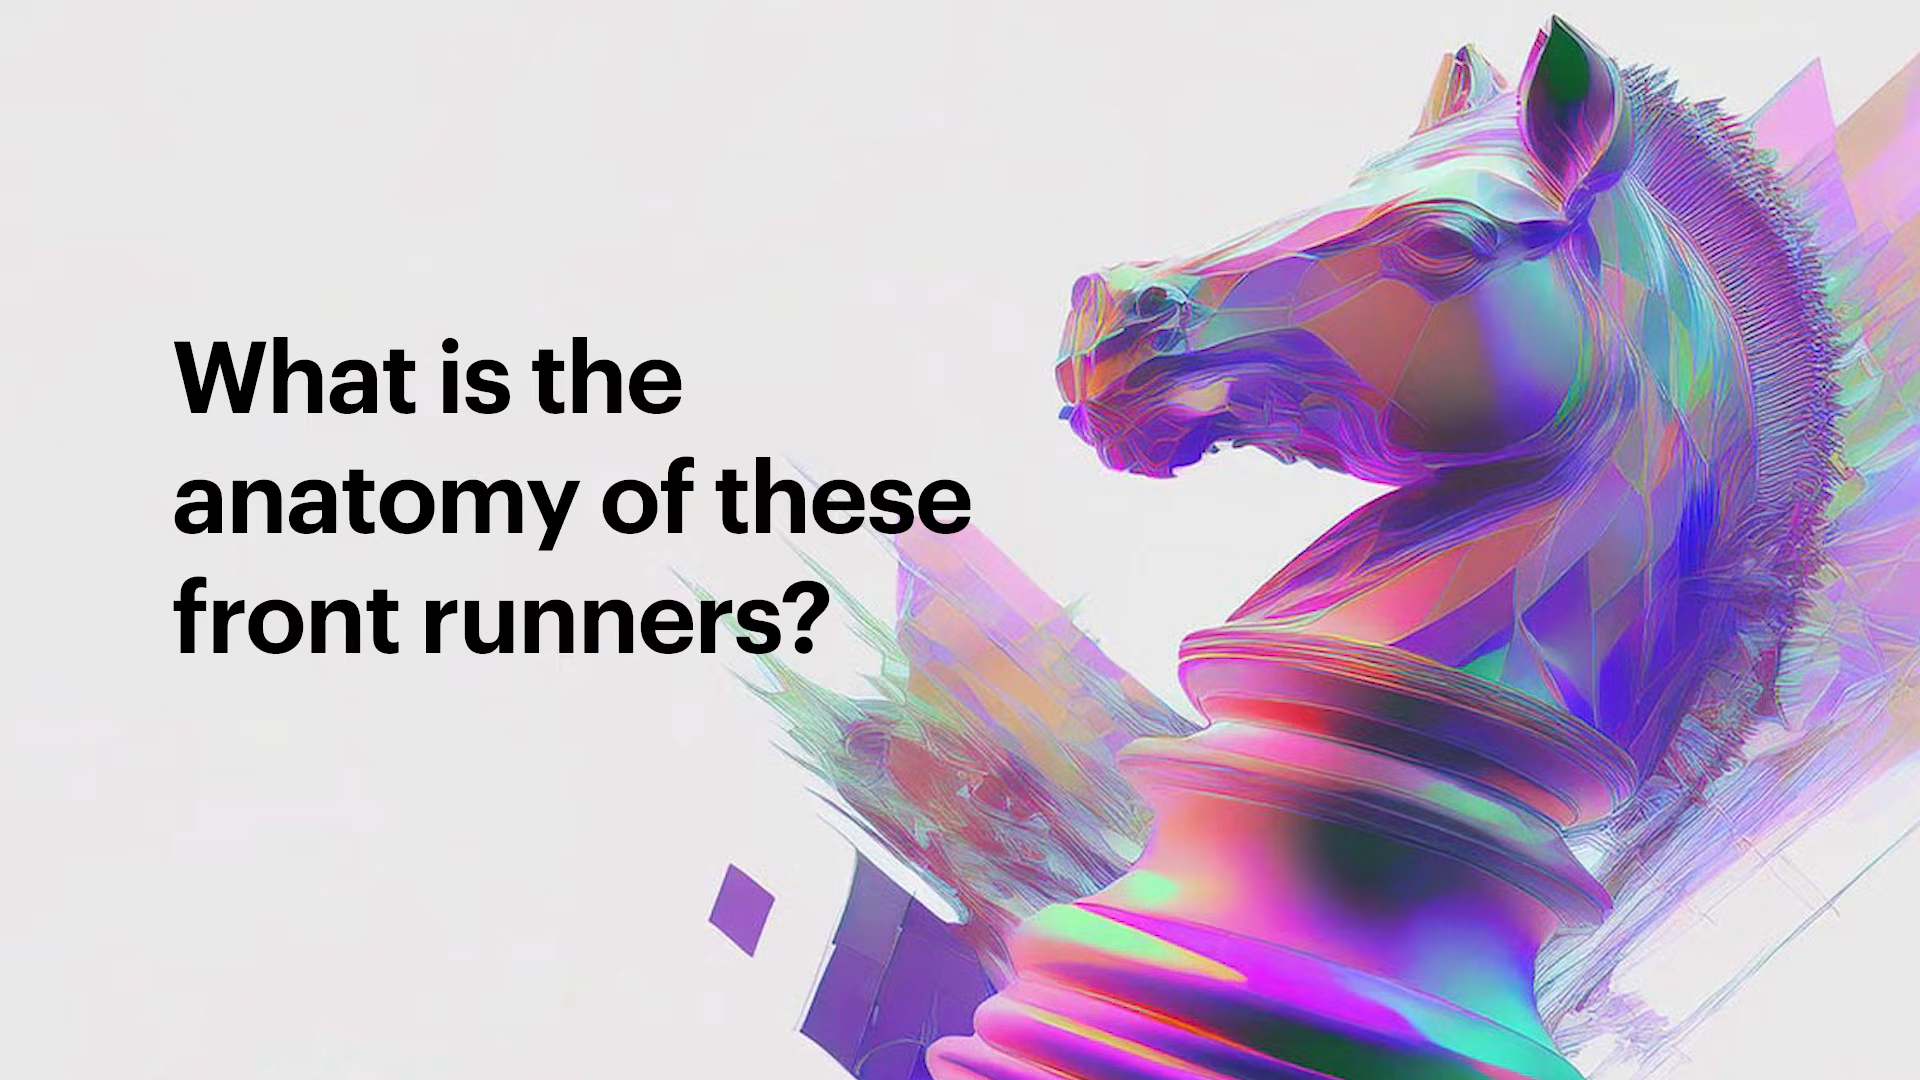 What is the
anatomy of these
front runners?